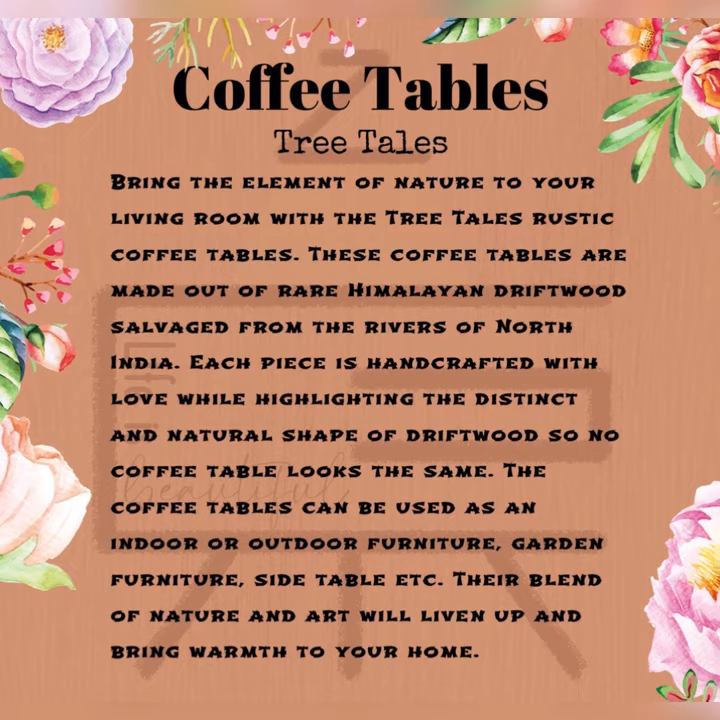 Coffee Tables
Tree Tales
Bring the element of nature to your
living room with the Tree Tales rustic
coffee tables. These coffee tables are
made out of rare Himalayan driftwood
salvaged from the rivers of North
India. Each piece is handcrafted with
love while highlighting the distinct
and natural shape of driftwood so no
coffee table looks the same. The
coffee tables can be used as an
indoor or outdoor furniture, garden
furniture, side table etc. Their blend
of nature and art will liven up and
bring warmth to your home.
life is
beautiful